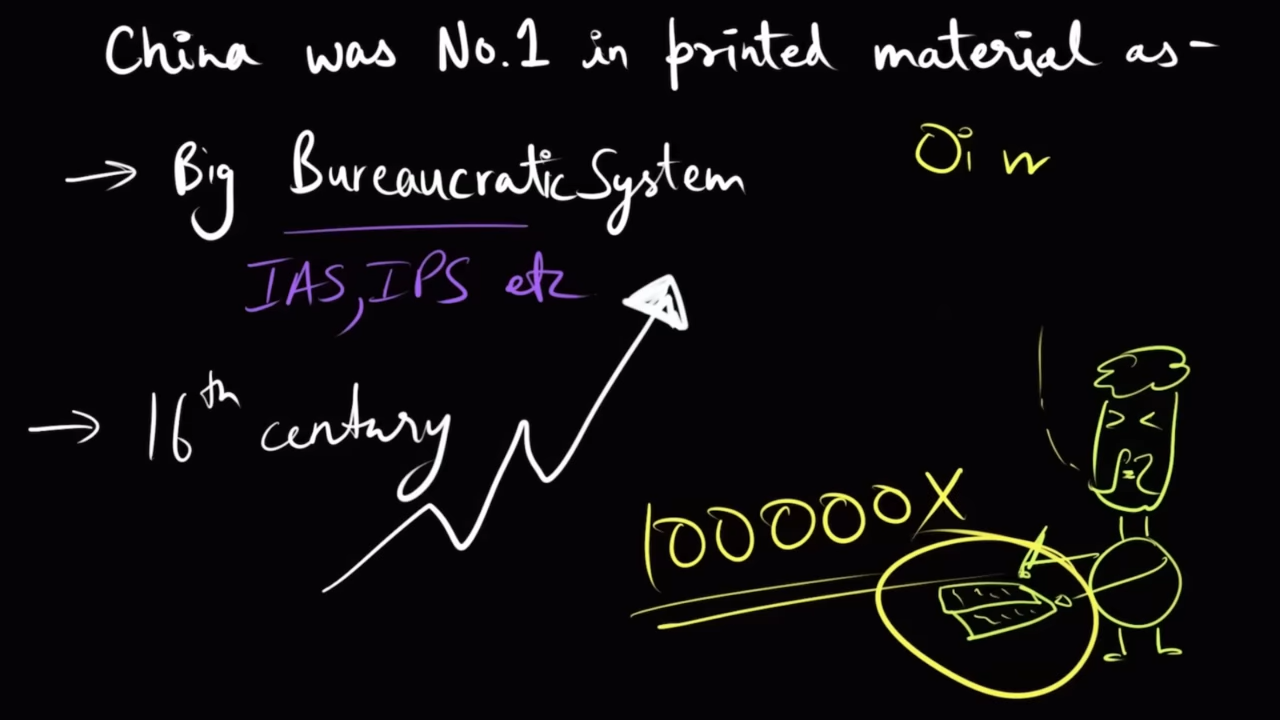 China was No.1 in printed material as-
→ Big Bureaucratic System
IAS, IPS etc
→ 16th century
100000X